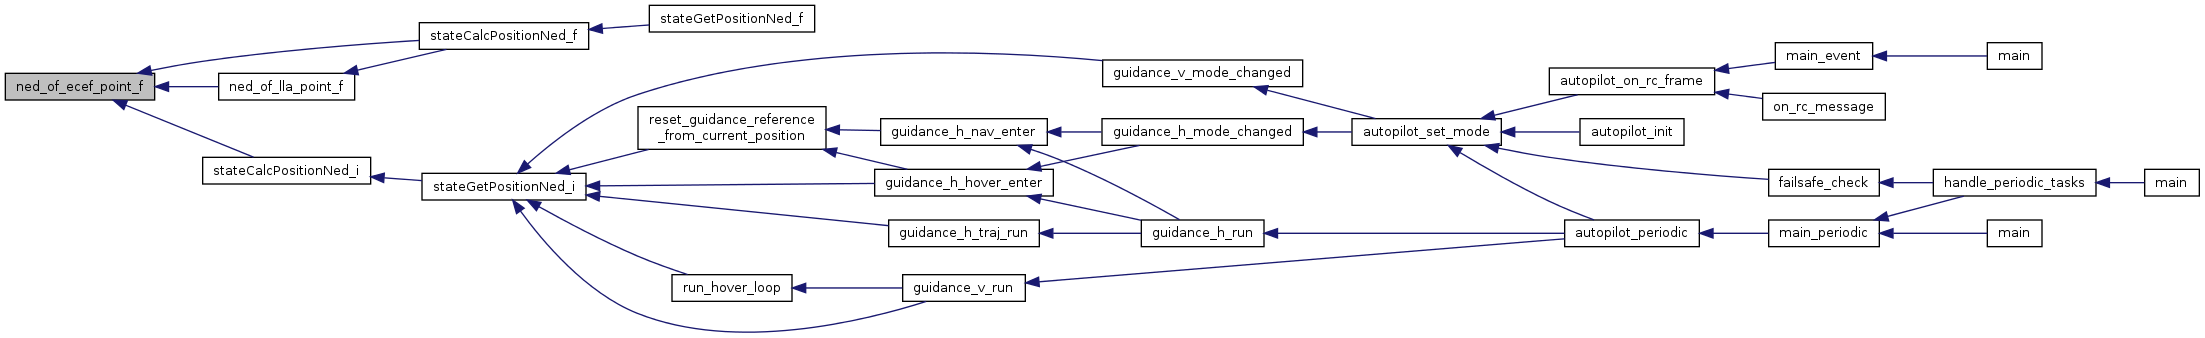 ned_of_ecef_point_f
stateCalcPositionNed_f
stateGetPositionNed_f
ned_of_lla_point_f
stateCalcPositionNed_i
stateGetPositionNed_i
guidance_v_mode_changed
reset_guidance_reference
_from_current_position
guidance_h_nav_enter
guidance_h_mode_changed
guidance_h_hover_enter
guidance_h_traj_run
guidance_h_run
run_hover_loop
guidance_v_run
autopilot_set_mode
autopilot_on_rc_frame
autopilot_init
autopilot_periodic
main_event
main
on_rc_message
failsafe_check
handle_periodic_tasks
main
main_periodic
main